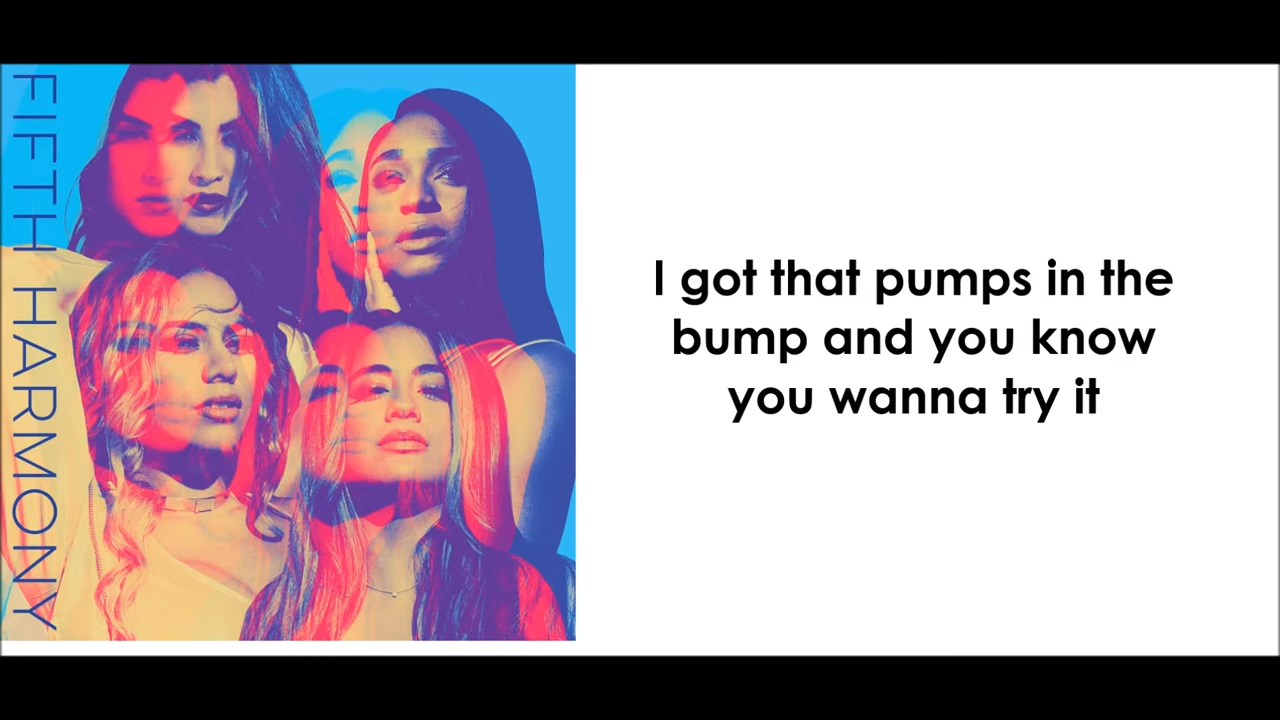 FIFTH HARMONY
I got that pumps in the
bump and you know
you wanna try it